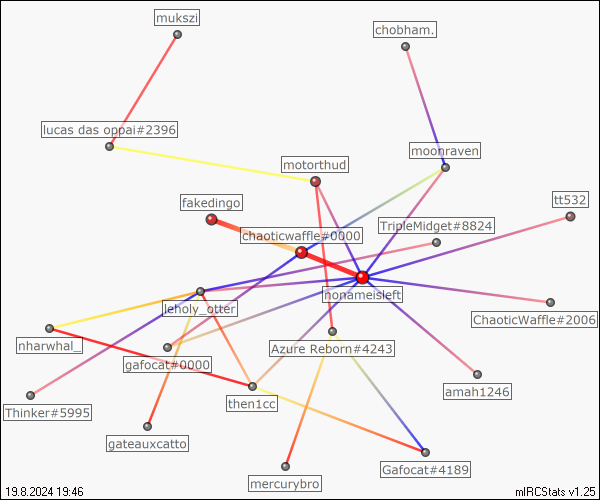 mukszi
chobham.
lucas das oppai#2396
moonraven
motorthud
fakedingo
tt532
TripleMidget#8824
chaoticwaffle#0000
nonameisleft
leholy_otter
ChaoticWaffle#2006
nharwhal_
Azure Reborn#4243
gafocat#0000
amah1246
then1cc
Thinker#5995
gateauxcatto
Gafocat#4189
mercurybro
19.8.2024 19:46
mIRCStats v1.25